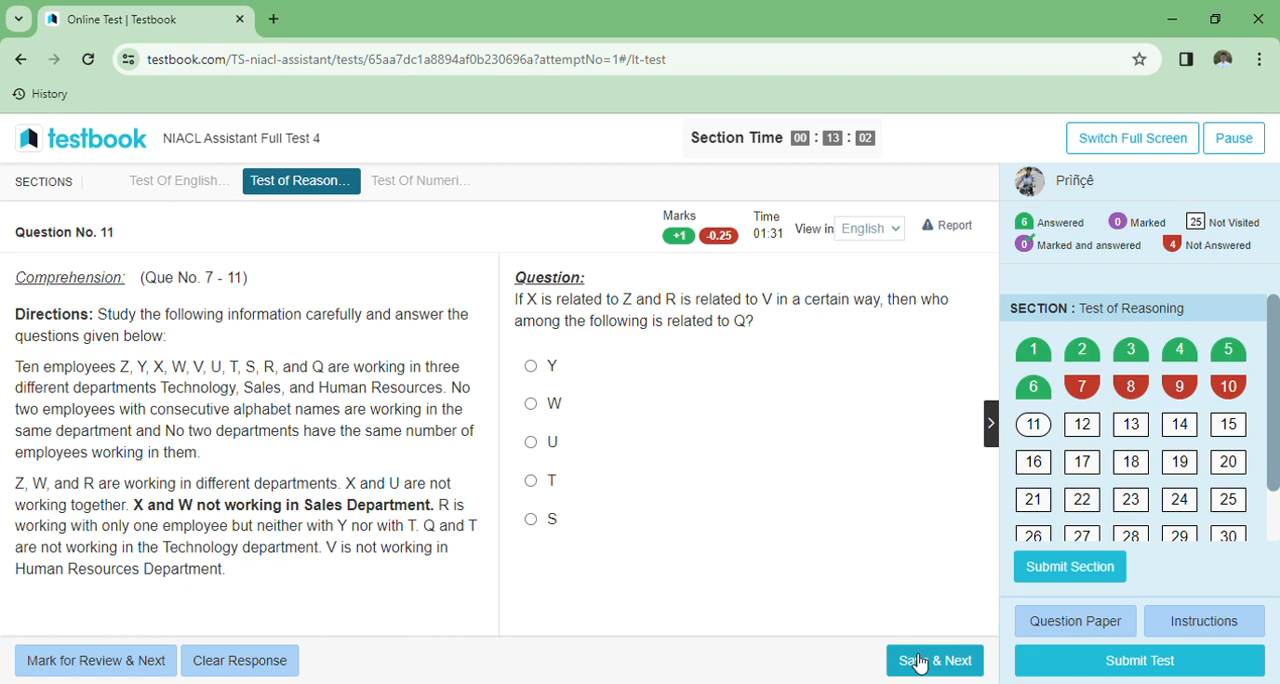 Online Test | Testbook
testbook.com/TS-niacl-assistant/tests/65aa7dc1a8894af0b230696a?attemptNo=1#/lt-test
History
testbook NIACL Assistant Full Test 4
Section Time 00 : 13 : 02
Switch Full Screen Pause
SECTIONS Test Of English... Test of Reason... Test Of Numeri...
Priñçê
Question No. 11
Marks
+1 -0.25
Time
01:31
View in English
Report
6 Answered 0 Marked 25 Not Visited
0 Marked and answered 4 Not Answered
Comprehension: (Que No. 7 - 11)
Directions: Study the following information carefully and answer the
questions given below:
Ten employees Z, Y, X, W, V, U, T, S, R, and Q are working in three
different departments Technology, Sales, and Human Resources. No
two employees with consecutive alphabet names are working in the
same department and No two departments have the same number of
employees working in them.
Z, W, and R are working in different departments. X and U are not
working together. X and W not working in Sales Department. R is
working with only one employee but neither with Y nor with T. Q and T
are not working in the Technology department. V is not working in
Human Resources Department.
Question:
If X is related to Z and R is related to V in a certain way, then who
among the following is related to Q?
Y
W
U
T
S
SECTION : Test of Reasoning
1 2 3 4 5
6 7 8 9 10
11 12 13 14 15
16 17 18 19 20
21 22 23 24 25
26 27 28 29 30
Submit Section
Question Paper Instructions
Mark for Review & Next Clear Response
Save & Next
Submit Test